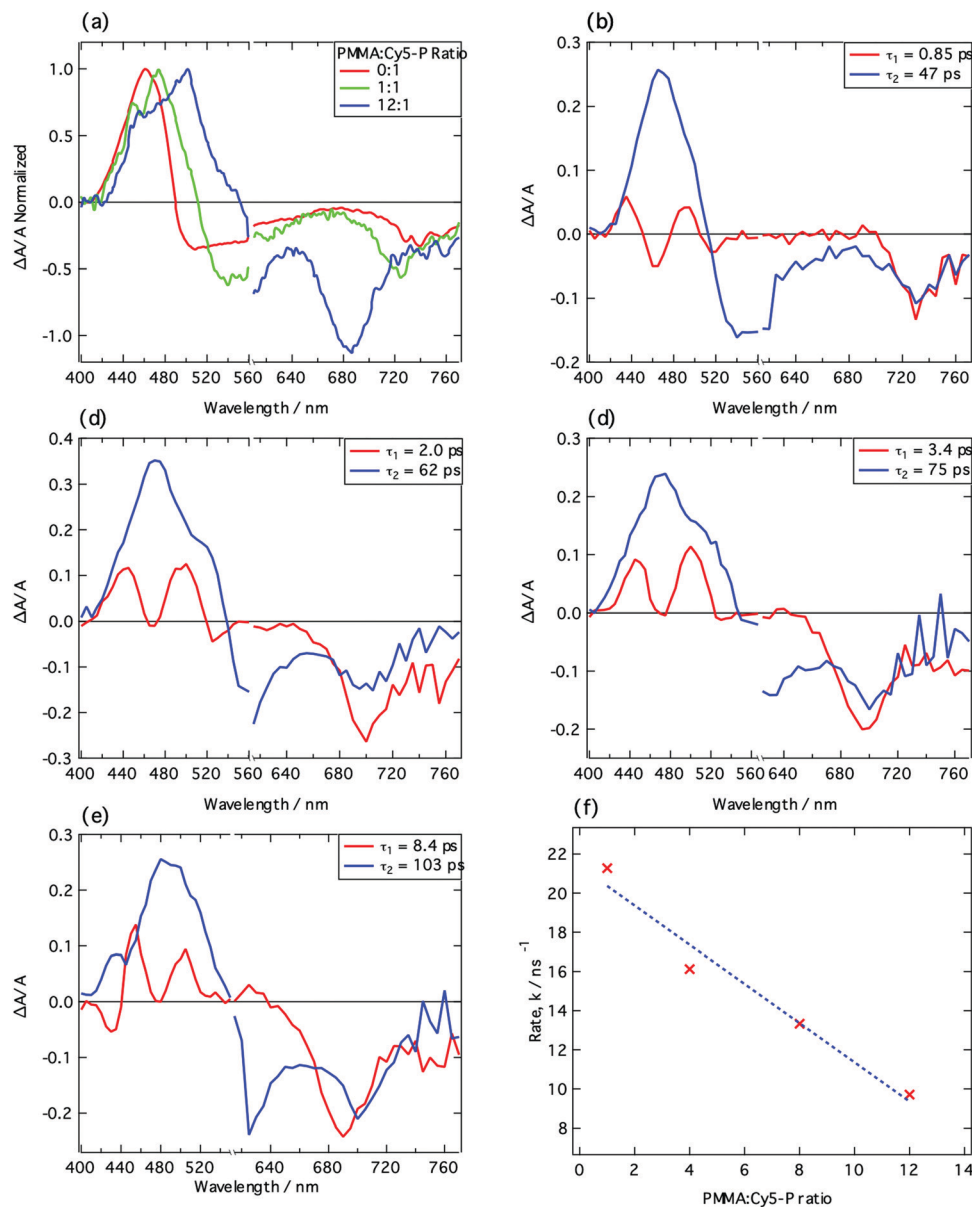 (a)
PMMA:Cy5-P Ratio
0:1
1:1
12:1
1.0
0.5
0.0
-0.5
-1.0
ΔA/ A Normalized
400 440 480 520 560 640 680 720 760
Wavelength / nm
(b)
τ1 = 0.85 ps
τ2 = 47 ps
0.3
0.2
0.1
0.0
-0.1
-0.2
ΔA/ A
400 440 480 520 560 640 680 720 760
Wavelength / nm
(d)
τ1 = 2.0 ps
τ2 = 62 ps
0.4
0.3
0.2
0.1
0.0
-0.1
-0.2
-0.3
ΔA/ A
400 440 480 520 560 640 680 720 760
Wavelength / nm
(d)
τ1 = 3.4 ps
τ2 = 75 ps
0.3
0.2
0.1
0.0
-0.1
-0.2
ΔA/ A
400 440 480 520 560 640 680 720 760
Wavelength / nm
(e)
τ1 = 8.4 ps
τ2 = 103 ps
0.3
0.2
0.1
0.0
-0.1
-0.2
ΔA/ A
400 440 480 520 640 680 720 760
Wavelength / nm
(f)
22
20
18
16
14
12
10
8
Rate, k / ns-1
0 2 4 6 8 10 12 14
PMMA:Cy5-P ratio